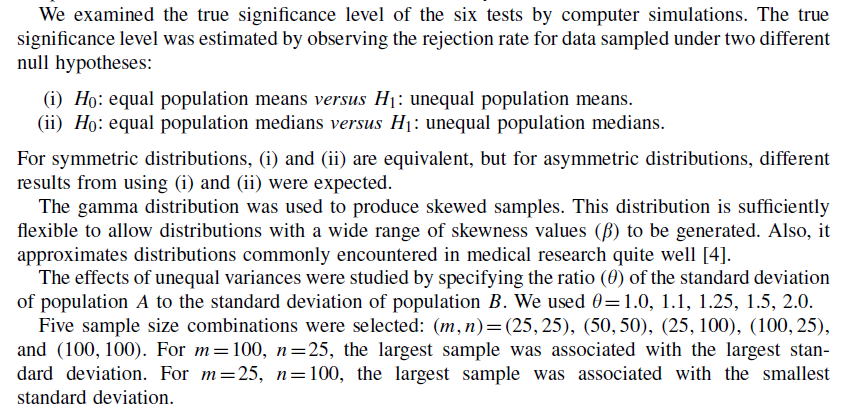 We examined the true significance level of the six tests by computer simulations. The true
significance level was estimated by observing the rejection rate for data sampled under two different
null hypotheses:
(i) H₀: equal population means versus H₁: unequal population means.
(ii) H₀: equal population medians versus H₁: unequal population medians.
For symmetric distributions, (i) and (ii) are equivalent, but for asymmetric distributions, different
results from using (i) and (ii) were expected.
The gamma distribution was used to produce skewed samples. This distribution is sufficiently
flexible to allow distributions with a wide range of skewness values (β) to be generated. Also, it
approximates distributions commonly encountered in medical research quite well [4].
The effects of unequal variances were studied by specifying the ratio (θ) of the standard deviation
of population A to the standard deviation of population B. We used θ=1.0, 1.1, 1.25, 1.5, 2.0.
Five sample size combinations were selected: (m, n)=(25, 25), (50, 50), (25, 100), (100, 25),
and (100, 100). For m=100, n=25, the largest sample was associated with the largest stan-
dard deviation. For m=25, n=100, the largest sample was associated with the smallest
standard deviation.